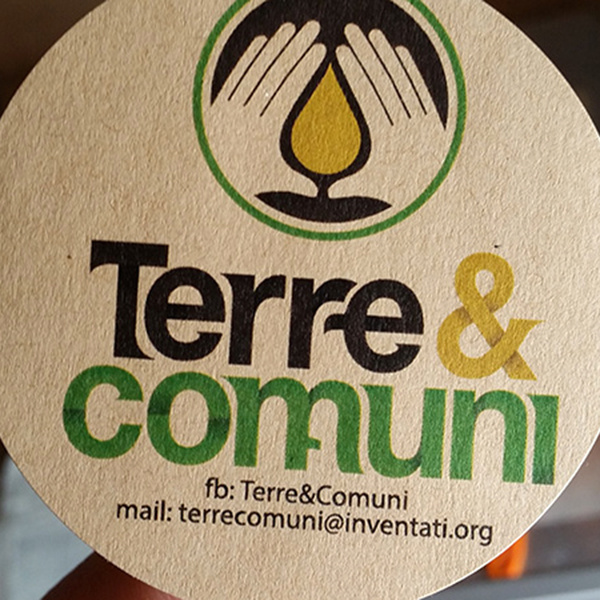 Terre &
comuni
fb: Terre&Comuni
mail: terrecomuni@inventati.org